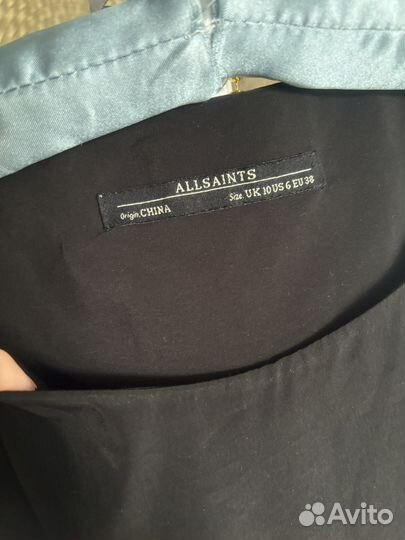 ALLSAINTS
Origin. CHINA Size. UK 10 US 6 EU 38
Avito